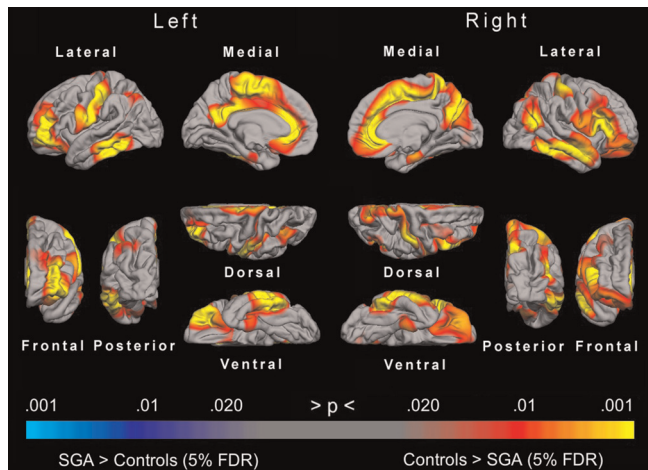 Left Right
Lateral Medial Medial Lateral
Dorsal Dorsal
Frontal Posterior Posterior Frontal
Ventral Ventral
.001 .01 .020 > p < .020 .01 .001
SGA > Controls (5% FDR) Controls > SGA (5% FDR)